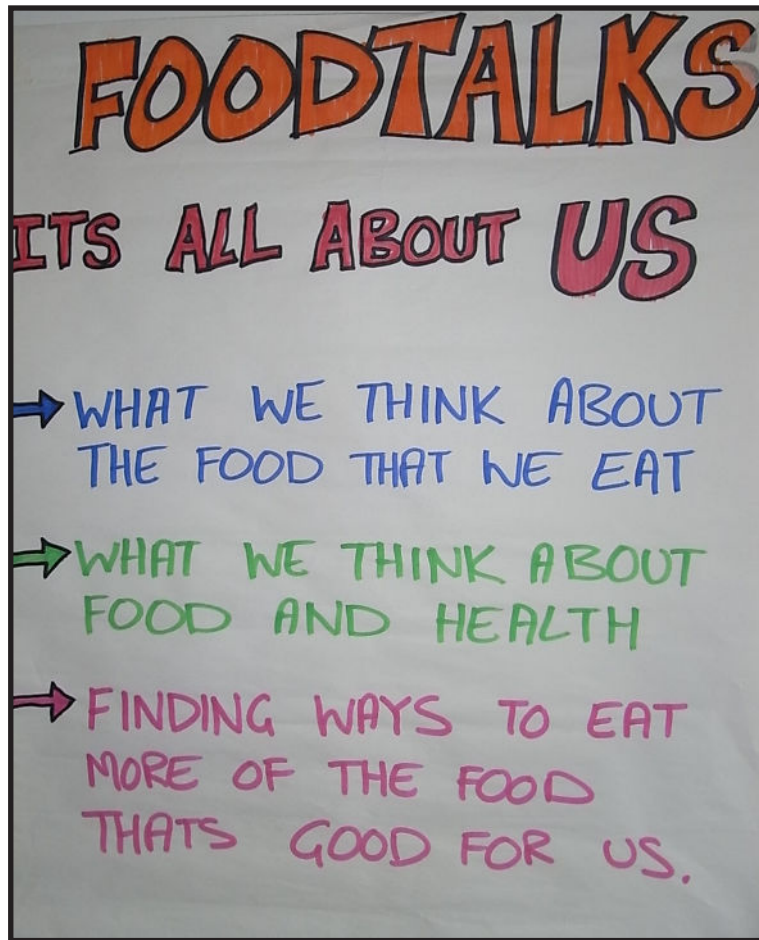 FOODTALKS
ITS ALL ABOUT US
WHAT WE THINK ABOUT
THE FOOD THAT WE EAT
WHAT WE THINK ABOUT
FOOD AND HEALTH
FINDING WAYS TO EAT
MORE OF THE FOOD
THATS GOOD FOR US.